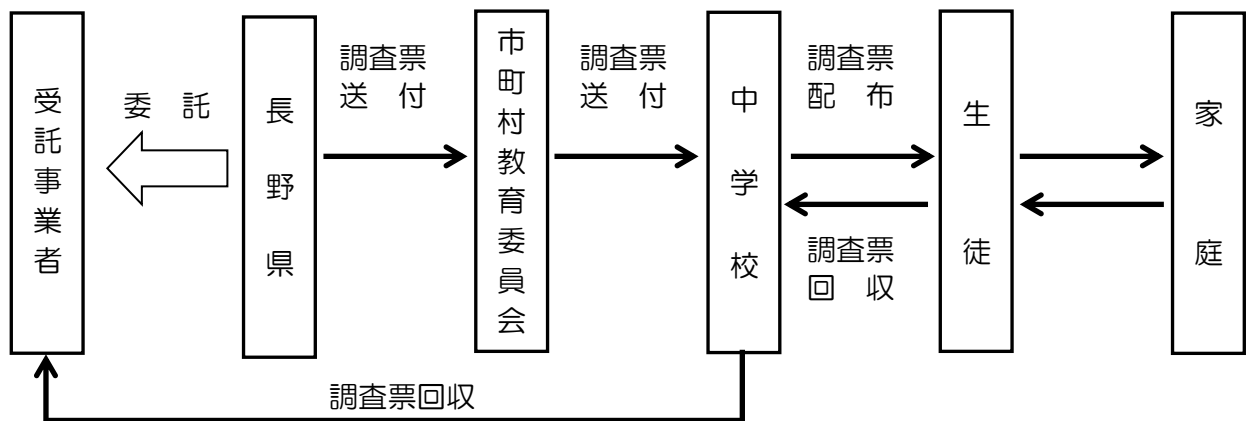 受託事業者
委　託
長野県
調査票
送　付
市町村教育委員会
調査票
送　付
中学校
調査票
配　布
調査票
回　収
生徒
家庭
調査票回収